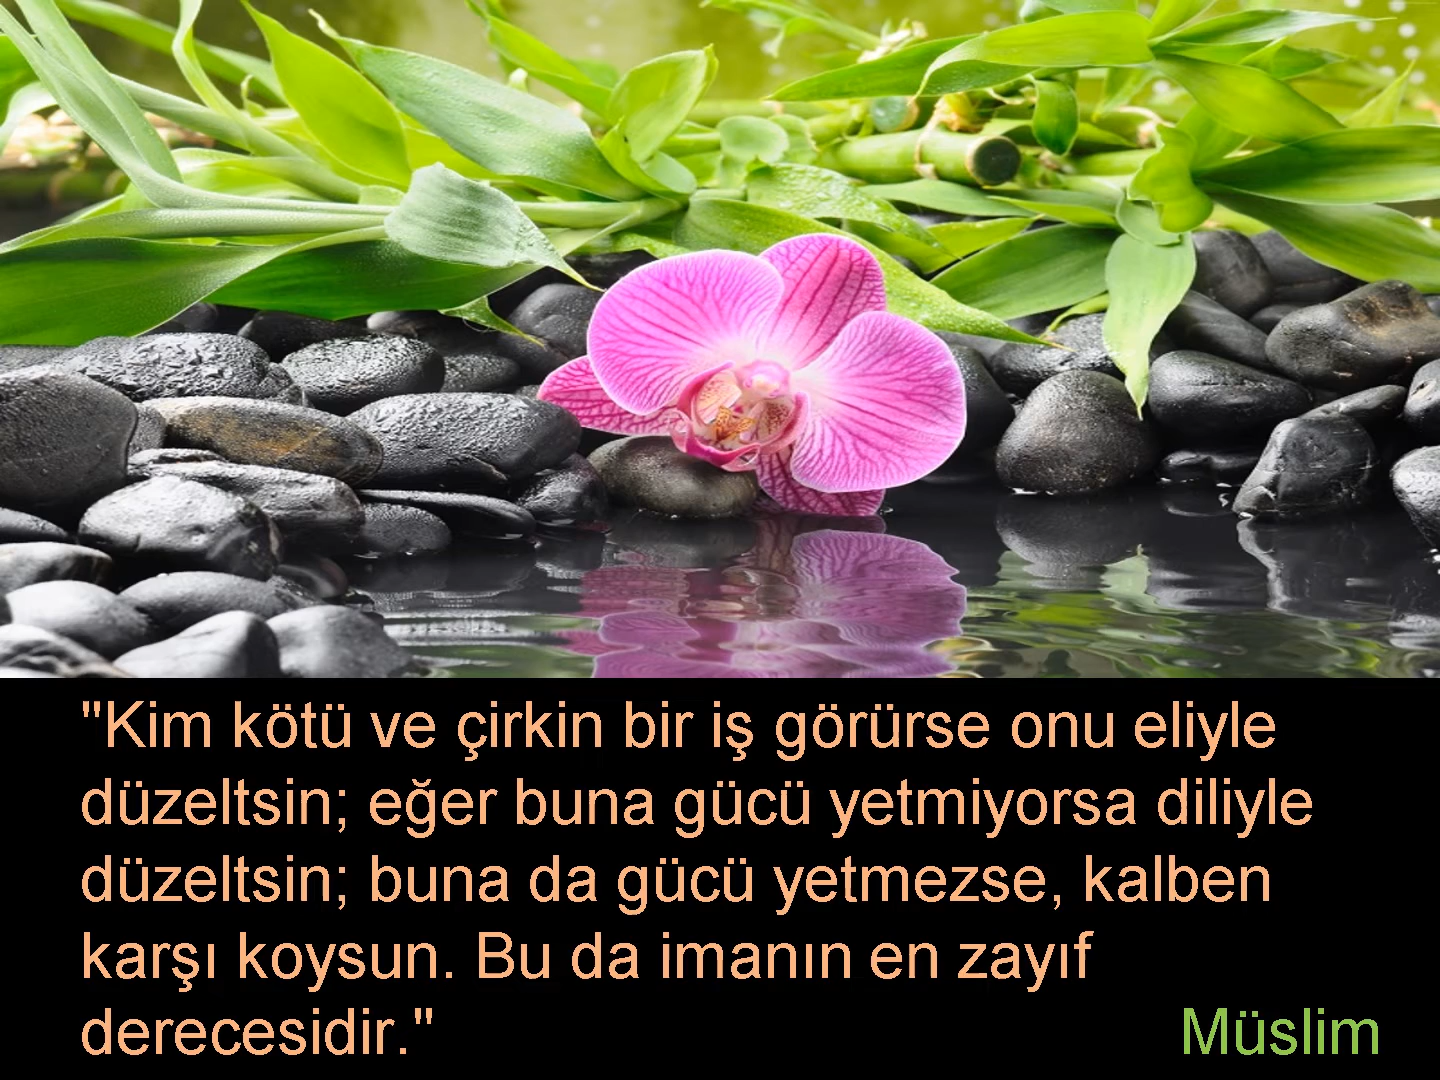 "Kim kötü ve çirkin bir iş görürse onu eliyle
düzeltsin; eğer buna gücü yetmiyorsa diliyle
düzeltsin; buna da gücü yetmezse, kalben
karşı koysun. Bu da imanın en zayıf
derecesidir." Müslim